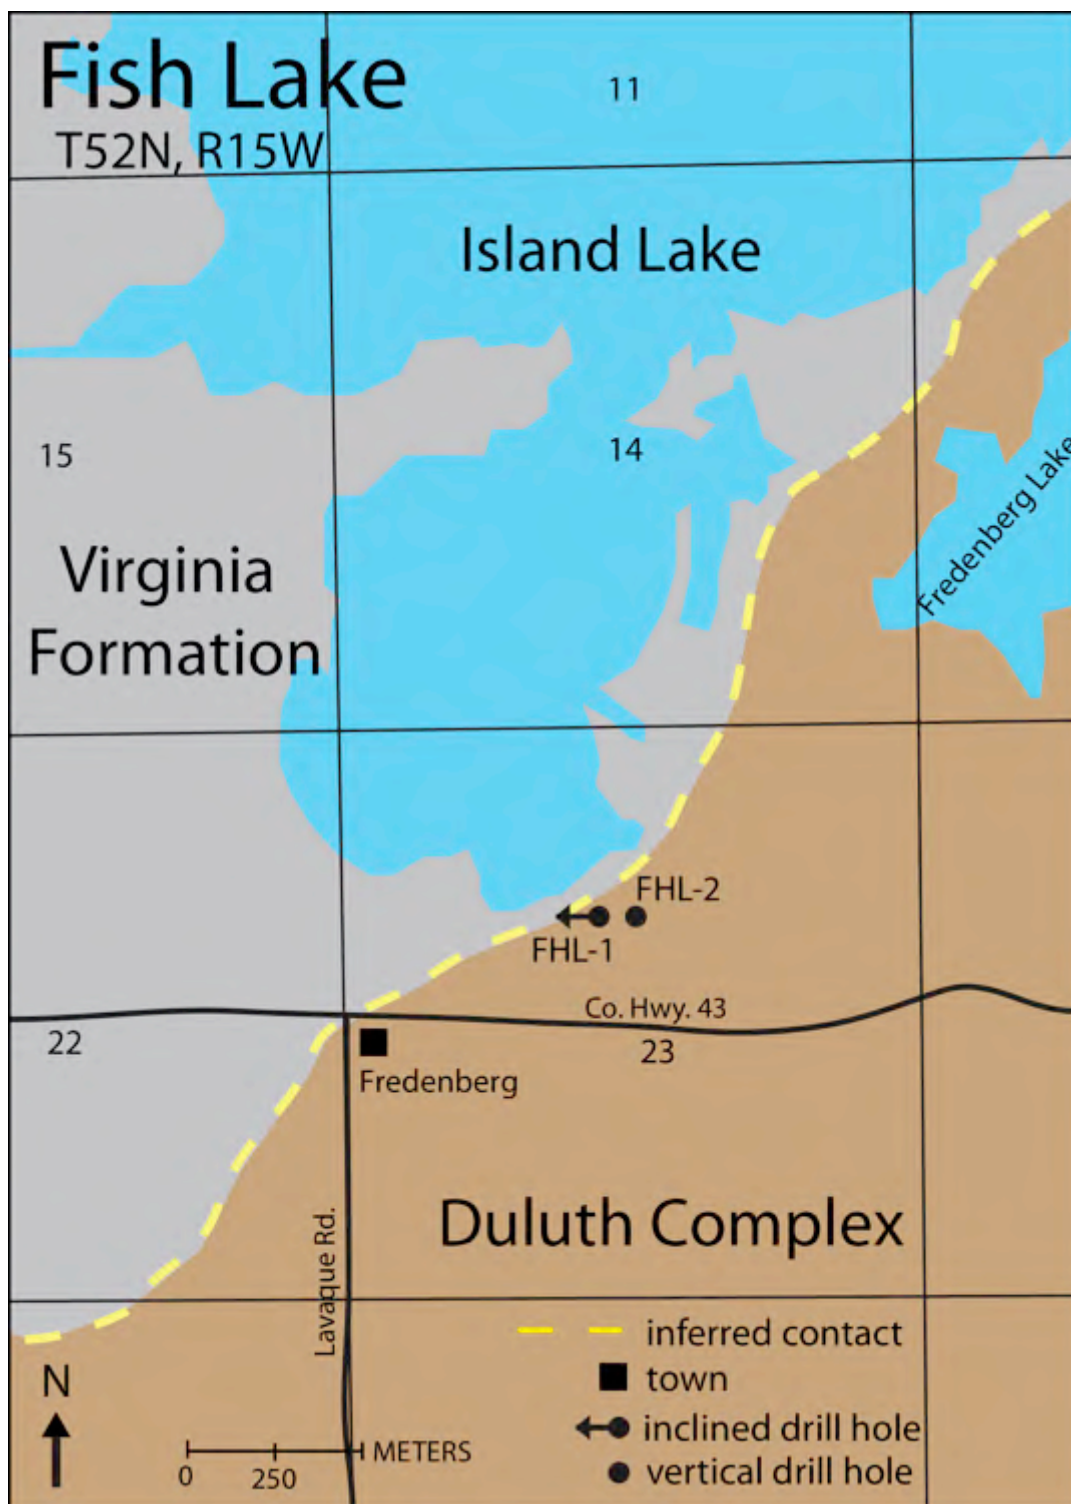 Fish Lake
T52N, R15W
11
Island Lake
15
14
Fredenberg Lake
Virginia
Formation
FHL-2
FHL-1
Co. Hwy. 43
22
23
Fredenberg
Lavaque Rd.
Duluth Complex
inferred contact
town
inclined drill hole
vertical drill hole
N
METERS
0 250